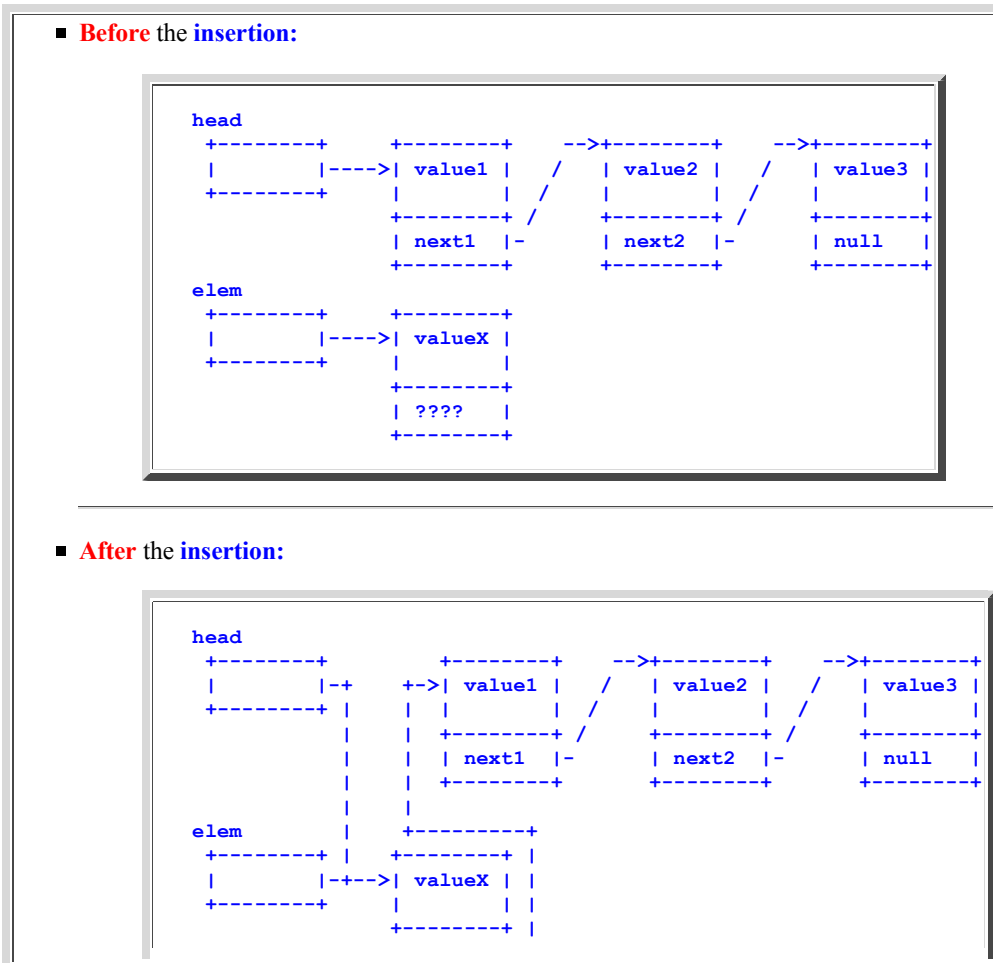 Before the insertion:
head
+--------+      +--------+     -->+--------+     -->+--------+
|        |---->| value1 |    /   | value2 |    /   | value3 |
+--------+      |        |   /    |        |   /    |        |
                +--------+ /      +--------+ /      +--------+
                | next1  |-       | next2  |-       | null   |
                +--------+        +--------+        +--------+
elem
+--------+      +--------+
|        |---->| valueX |
+--------+      |        |
                +--------+
                | ????   |
                +--------+
After the insertion:
head
+--------+          +--------+     -->+--------+     -->+--------+
|        |-+    +->| value1 |    /   | value2 |    /   | value3 |
+--------+ |    |  |        |   /    |        |   /    |        |
           |    |  +--------+ /      +--------+ /      +--------+
           |    |  | next1  |-       | next2  |-       | null   |
           |    |  +--------+        +--------+        +--------+
           |    |
elem       |    +----------+
+--------+ |   +--------+ |
|        |-+-->| valueX | |
+--------+     |        | |
               +--------+ |